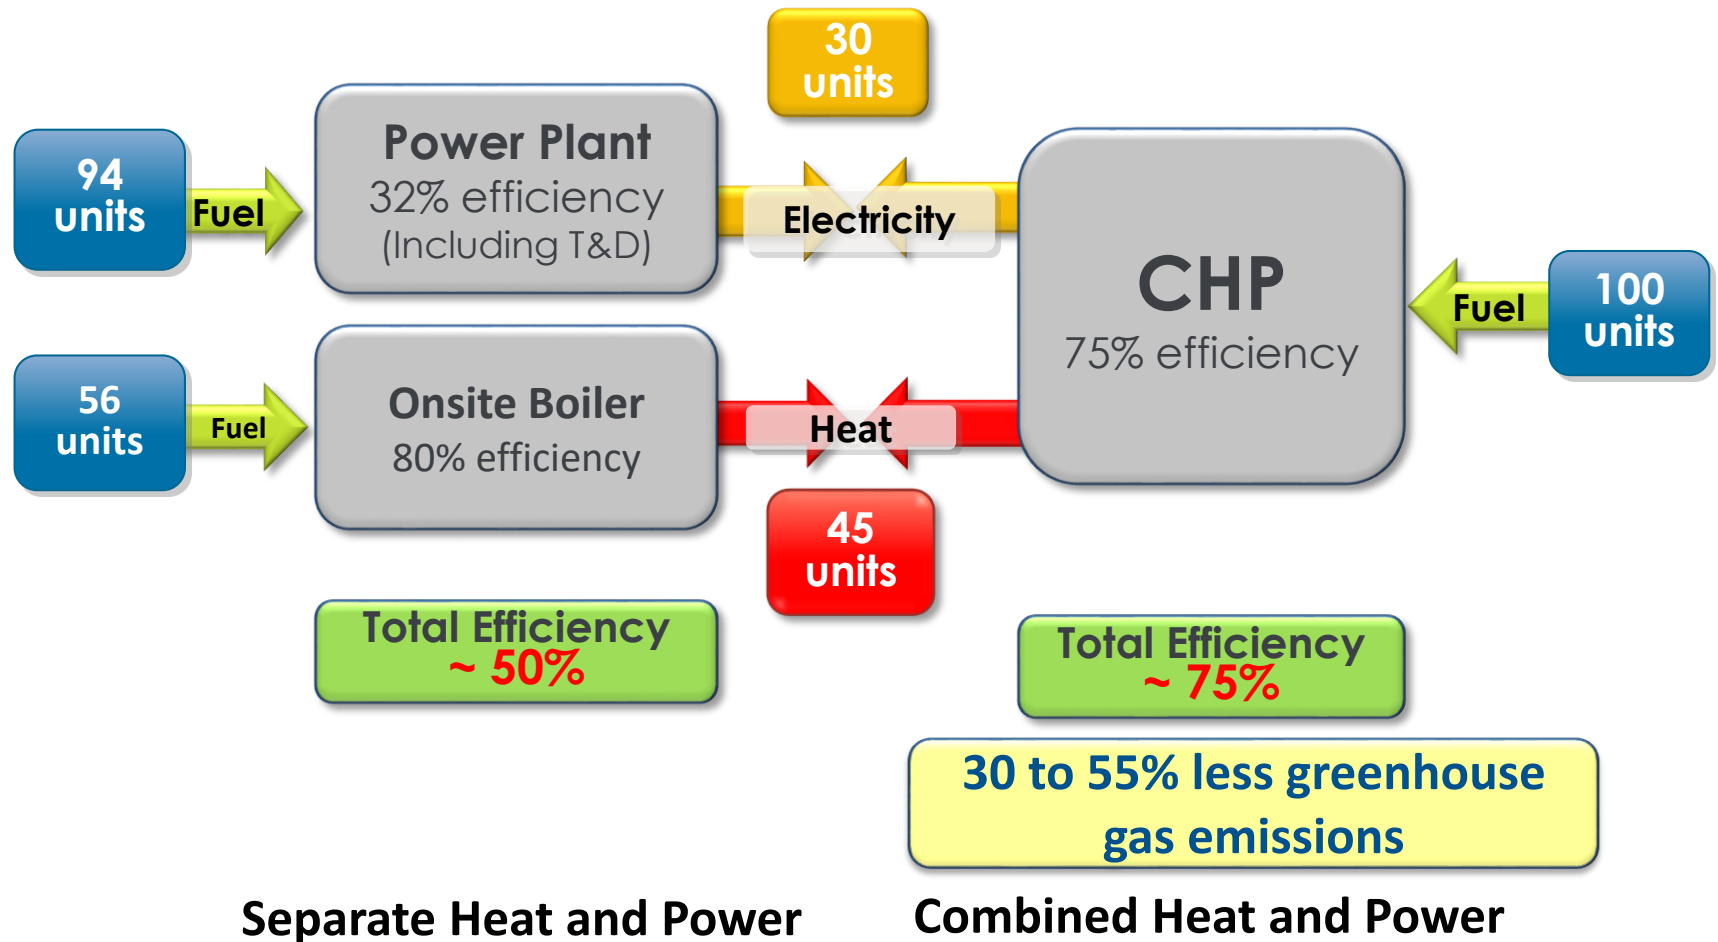 30
units
94
units
Fuel
Power Plant
32% efficiency
(Including T&D)
Electricity
CHP
75% efficiency
Fuel
100
units
56
units
Fuel
Onsite Boiler
80% efficiency
Heat
45
units
Total Efficiency
~ 50%
Total Efficiency
~ 75%
30 to 55% less greenhouse
gas emissions
Separate Heat and Power
Combined Heat and Power